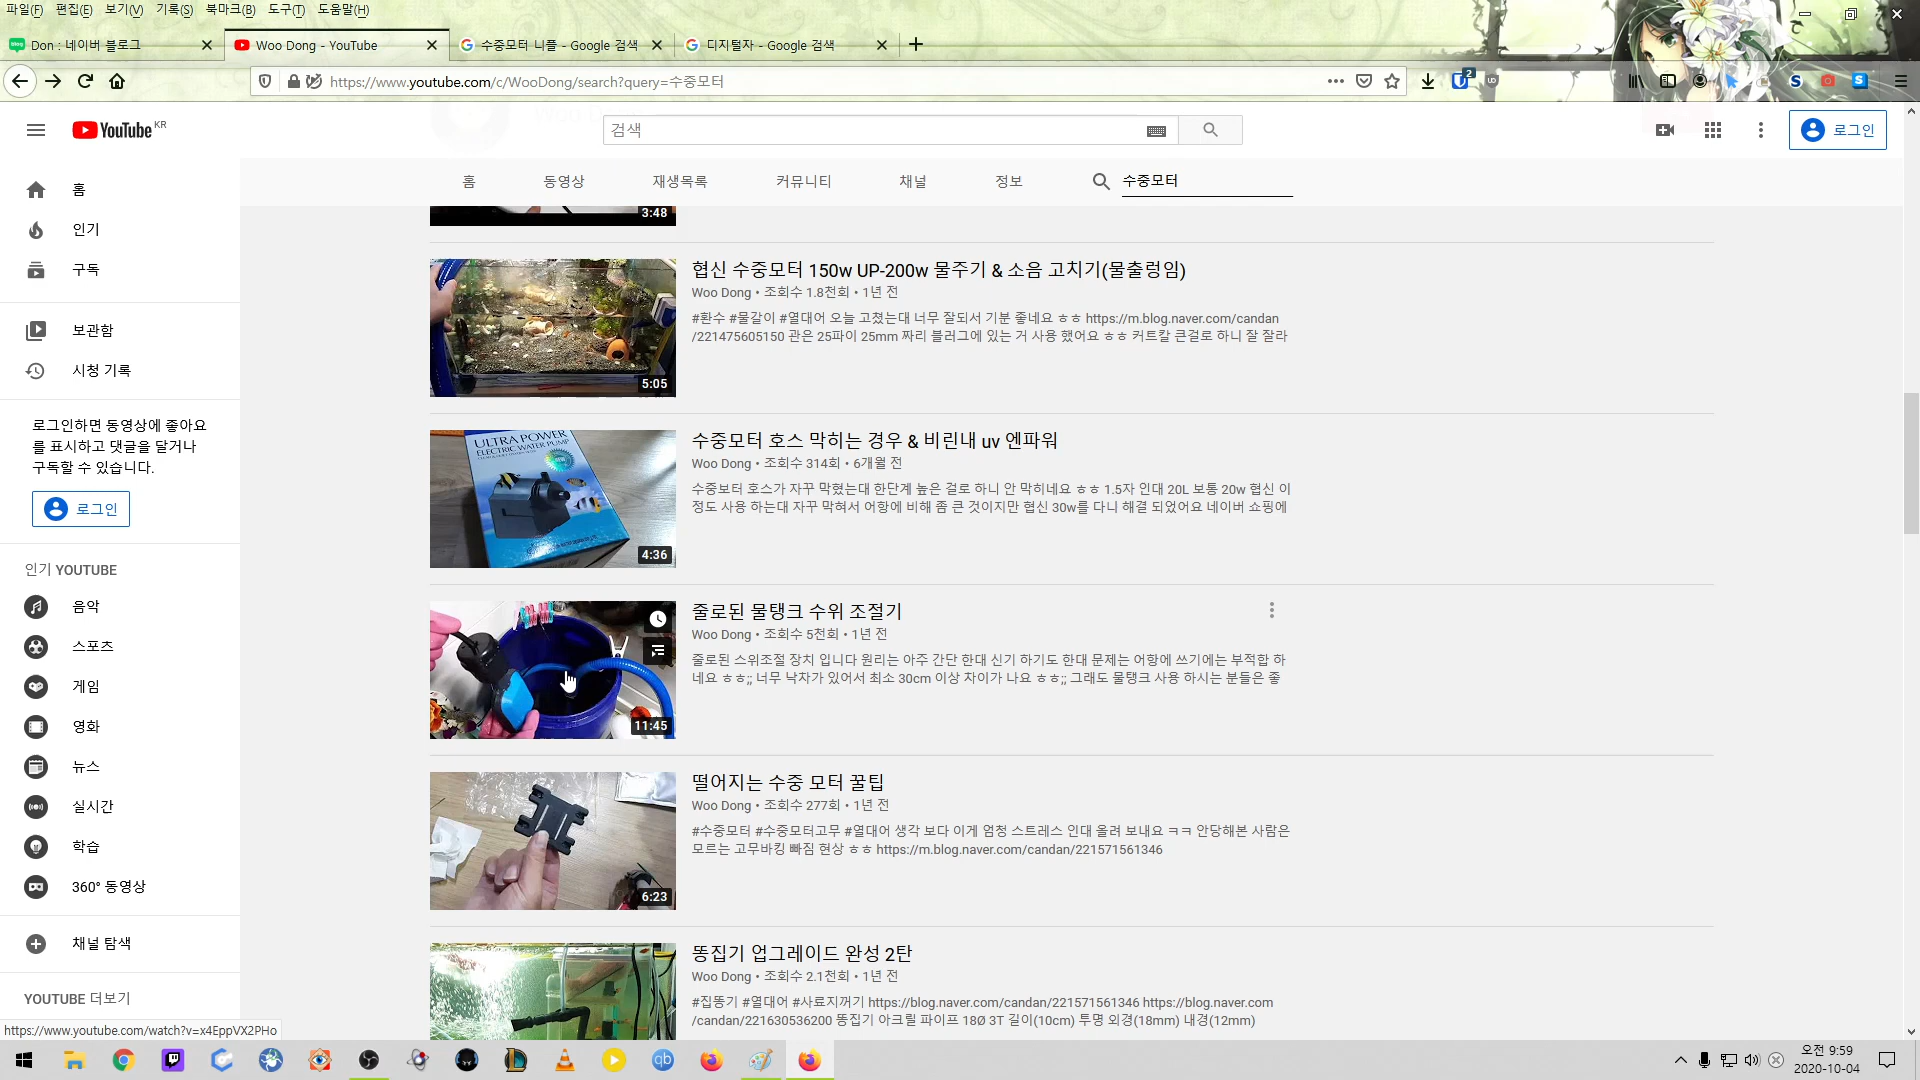 파일(F) 편집(E) 보기(V) 기록(S) 북마크(B) 도구(T) 도움말(H)
Don : 네이버 블로그
Woo Dong - YouTube
수중모터 니플 - Google 검색
디지털자 - Google 검색
https://www.youtube.com/c/WooDong/search?query=수중모터
2
YouTube KR
검색
로그인
홈 동영상 재생목록 커뮤니티 채널 정보 수중모터
홈
인기
구독
보관함
시청 기록
로그인하면 동영상에 좋아요
를 표시하고 댓글을 달거나
구독할 수 있습니다.
로그인
인기 YOUTUBE
음악
스포츠
게임
영화
뉴스
실시간
학습
360° 동영상
채널 탐색
YOUTUBE 더보기
3:48
협신 수중모터 150w UP-200w 물주기 & 소음 고치기(물출렁임)
Woo Dong • 조회수 1.8천회 • 1년 전
#환수 #물갈이 #열대어 오늘 고쳤는대 너무 잘되서 기분 좋네요 ㅎㅎ https://m.blog.naver.com/candan
/221475605150 관은 25파이 25mm 짜리 블러그에 있는 거 사용 했어요 ㅎㅎ 커트칼 큰걸로 하니 잘 잘라
5:05
수중모터 호스 막히는 경우 & 비린내 uv 엔파워
Woo Dong • 조회수 314회 • 6개월 전
수중보터 호스가 자꾸 막혔는대 한단계 높은 걸로 하니 안 막히네요 ㅎㅎ 1.5자 인대 20L 보통 20w 협신 이
정도 사용 하는대 자꾸 막혀서 어항에 비해 좀 큰 것이지만 협신 30w를 다니 해결 되었어요 네이버 쇼핑에
ULTRA POWER
ELECTRIC WATER PUMP
4:36
줄로된 물탱크 수위 조절기
Woo Dong • 조회수 5천회 • 1년 전
줄로된 스위조절 장치 입니다 원리는 아주 간단 한대 신기 하기도 한대 문제는 어항에 쓰기에는 부적합 하
네요 ㅎㅎ;; 너무 낙차가 있어서 최소 30cm 이상 차이가 나요 ㅎㅎ;; 그래도 물탱크 사용 하시는 분들은 좋
11:45
떨어지는 수중 모터 꿀팁
Woo Dong • 조회수 277회 • 1년 전
#수중모터 #수중모터고무 #열대어 생각 보다 이게 엄청 스트레스 인대 올려 보내요 ㅋㅋ 안당해본 사람은
모르는 고무바킹 빠짐 현상 ㅎㅎ https://m.blog.naver.com/candan/221571561346
6:23
똥집기 업그레이드 완성 2탄
Woo Dong • 조회수 2.1천회 • 1년 전
#집똥기 #열대어 #사료지꺼기 https://blog.naver.com/candan/221571561346 https://blog.naver.com
/candan/221630536200 똥집기 아크릴 파이프 18Ø 3T 길이(10cm) 투명 외경(18mm) 내경(12mm)
https://www.youtube.com/watch?v=x4EppVX2PHo
오전 9:59
2020-10-04